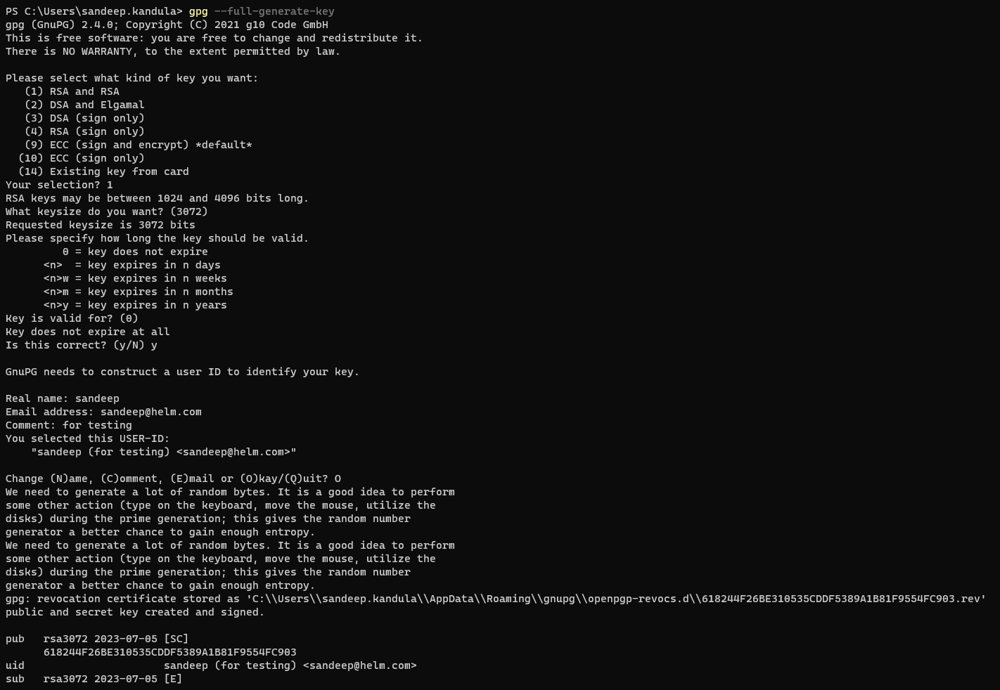 PS C:\Users\sandeep.kandula> gpg --full-generate-key
gpg (GnuPG) 2.4.0; Copyright (C) 2021 g10 Code GmbH
This is free software: you are free to change and redistribute it.
There is NO WARRANTY, to the extent permitted by law.

Please select what kind of key you want:
   (1) RSA and RSA
   (2) DSA and Elgamal
   (3) DSA (sign only)
   (4) RSA (sign only)
   (9) ECC (sign and encrypt) *default*
  (10) ECC (sign only)
  (14) Existing key from card
Your selection? 1
RSA keys may be between 1024 and 4096 bits long.
What keysize do you want? (3072)
Requested keysize is 3072 bits
Please specify how long the key should be valid.
         0 = key does not expire
      <n>  = key expires in n days
      <n>w = key expires in n weeks
      <n>m = key expires in n months
      <n>y = key expires in n years
Key is valid for? (0)
Key does not expire at all
Is this correct? (y/N) y

GnuPG needs to construct a user ID to identify your key.

Real name: sandeep
Email address: sandeep@helm.com
Comment: for testing
You selected this USER-ID:
    "sandeep (for testing) <sandeep@helm.com>"

Change (N)ame, (C)omment, (E)mail or (O)kay/(Q)uit? O
We need to generate a lot of random bytes. It is a good idea to perform
some other action (type on the keyboard, move the mouse, utilize the
disks) during the prime generation; this gives the random number
generator a better chance to gain enough entropy.
We need to generate a lot of random bytes. It is a good idea to perform
some other action (type on the keyboard, move the mouse, utilize the
disks) during the prime generation; this gives the random number
generator a better chance to gain enough entropy.
gpg: revocation certificate stored as 'C:\\Users\\sandeep.kandula\\AppData\\Roaming\\gnupg\\openpgp-revocs.d\\618244F26BE310535CDDF5389A1B81F9554FC903.rev'
public and secret key created and signed.

pub   rsa3072 2023-07-05 [SC]
      618244F26BE310535CDDF5389A1B81F9554FC903
uid                      sandeep (for testing) <sandeep@helm.com>
sub   rsa3072 2023-07-05 [E]